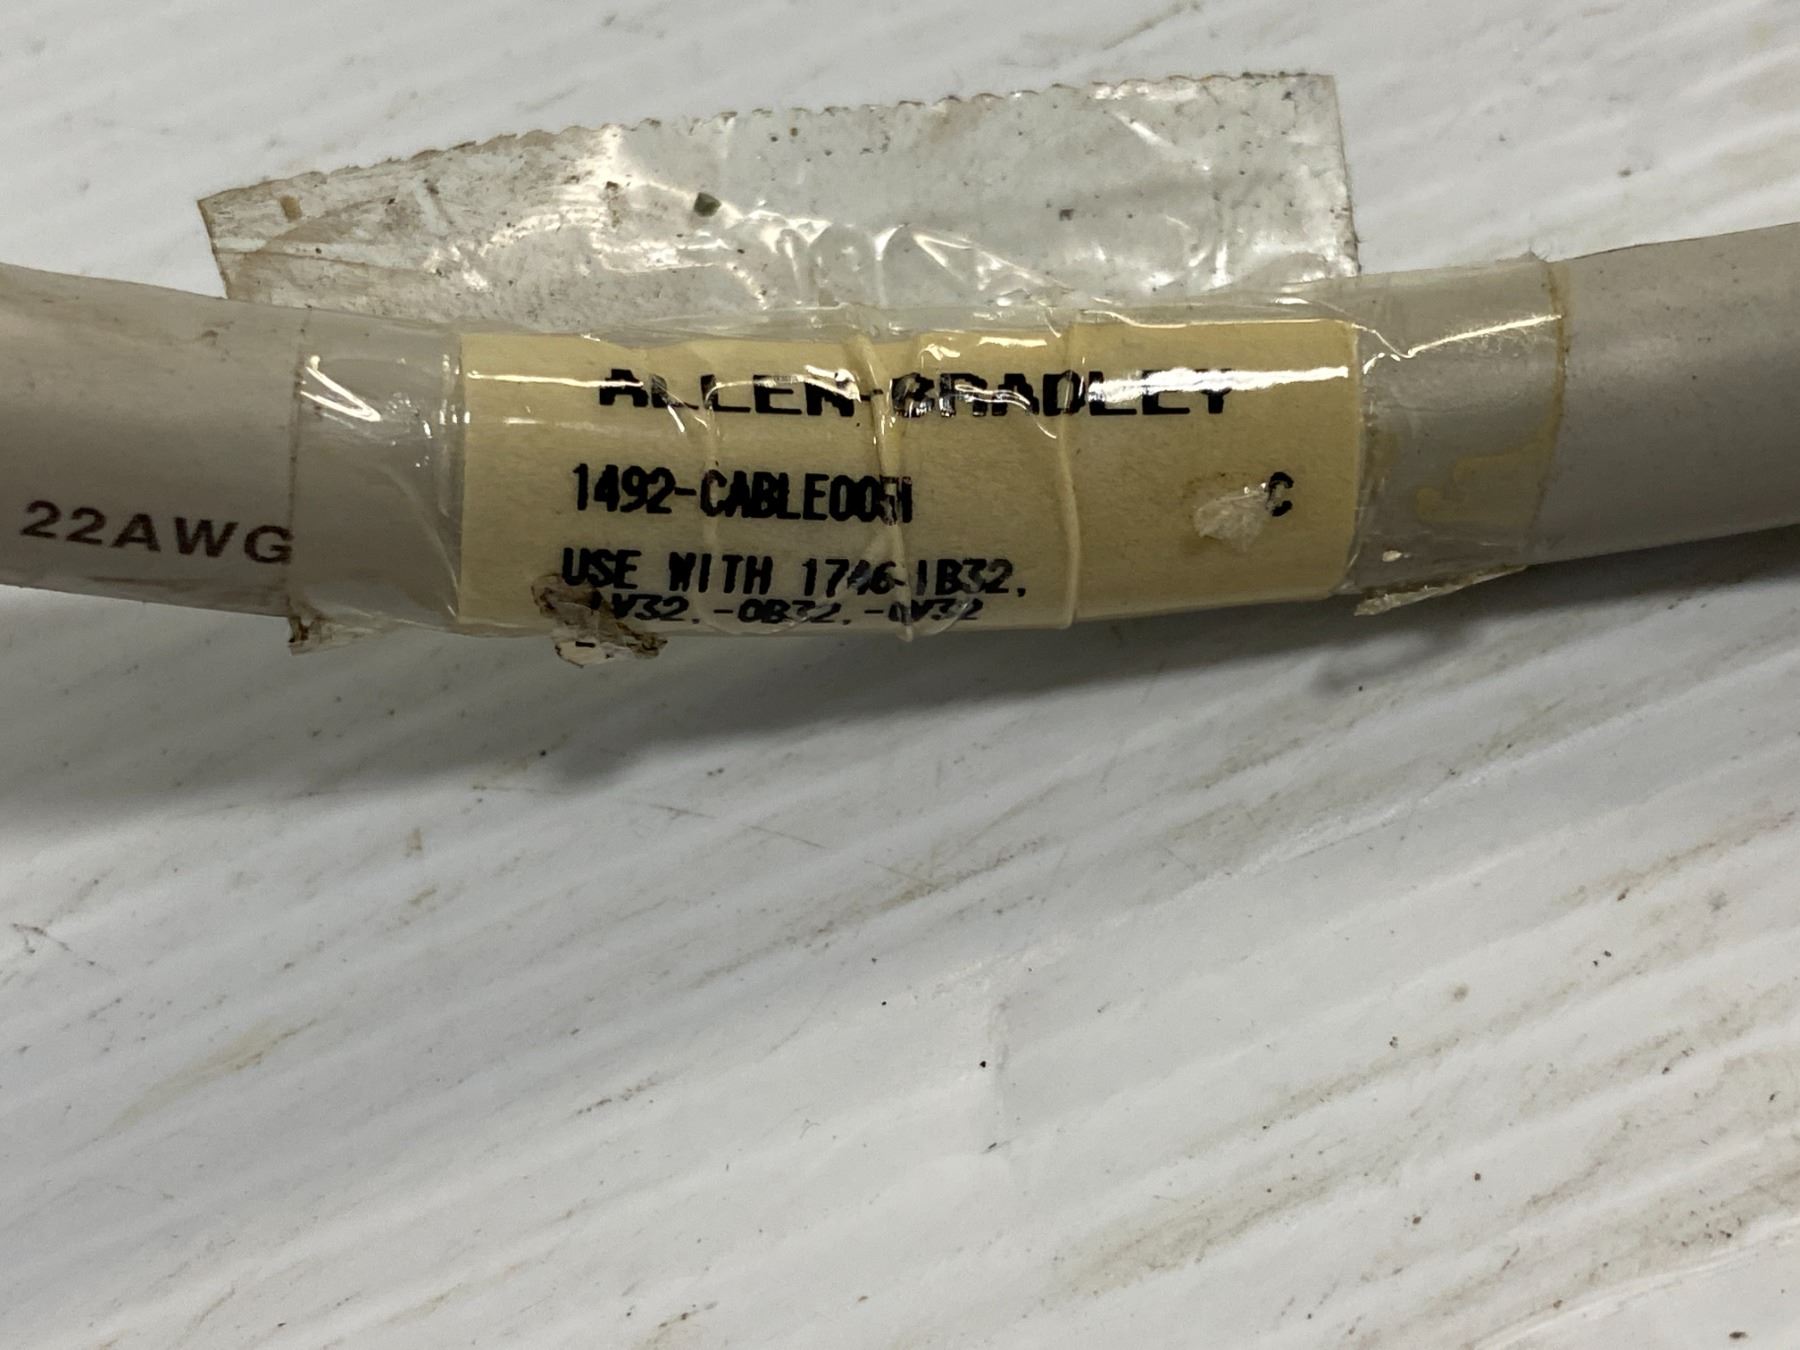 ALLEN-BRADLEY
1492-CABLE005H C
22AWG
USE WITH 1746-IB32,
-IV32, -OB32, -OV32